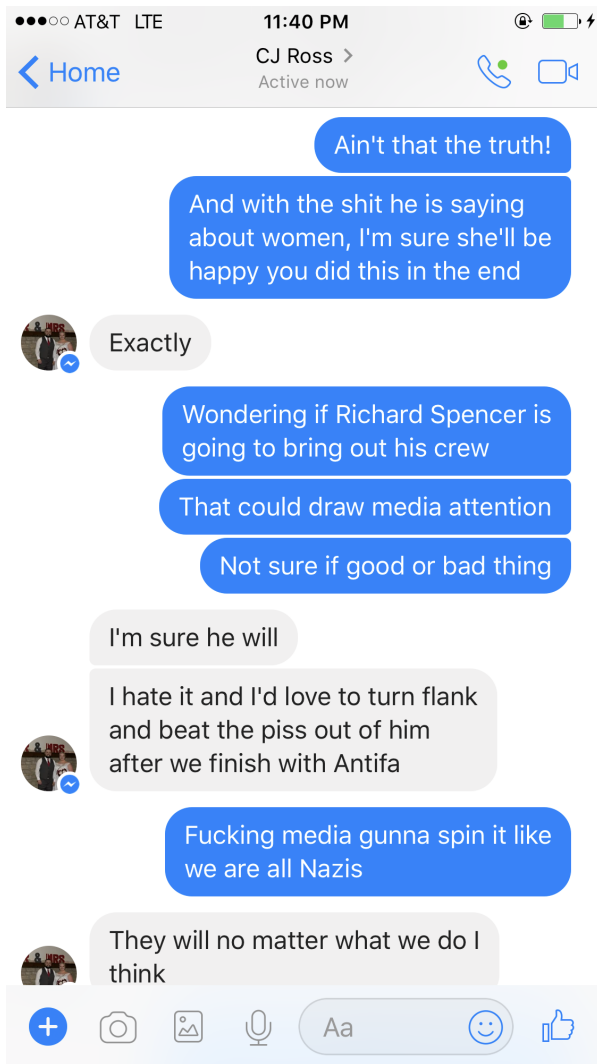 AT&T LTE 11:40 PM
Home CJ Ross
Active now
Ain't that the truth!
And with the shit he is saying
about women, I'm sure she'll be
happy you did this in the end
Exactly
Wondering if Richard Spencer is
going to bring out his crew
That could draw media attention
Not sure if good or bad thing
I'm sure he will
I hate it and I'd love to turn flank
and beat the piss out of him
after we finish with Antifa
Fucking media gunna spin it like
we are all Nazis
They will no matter what we do I
think
Aa